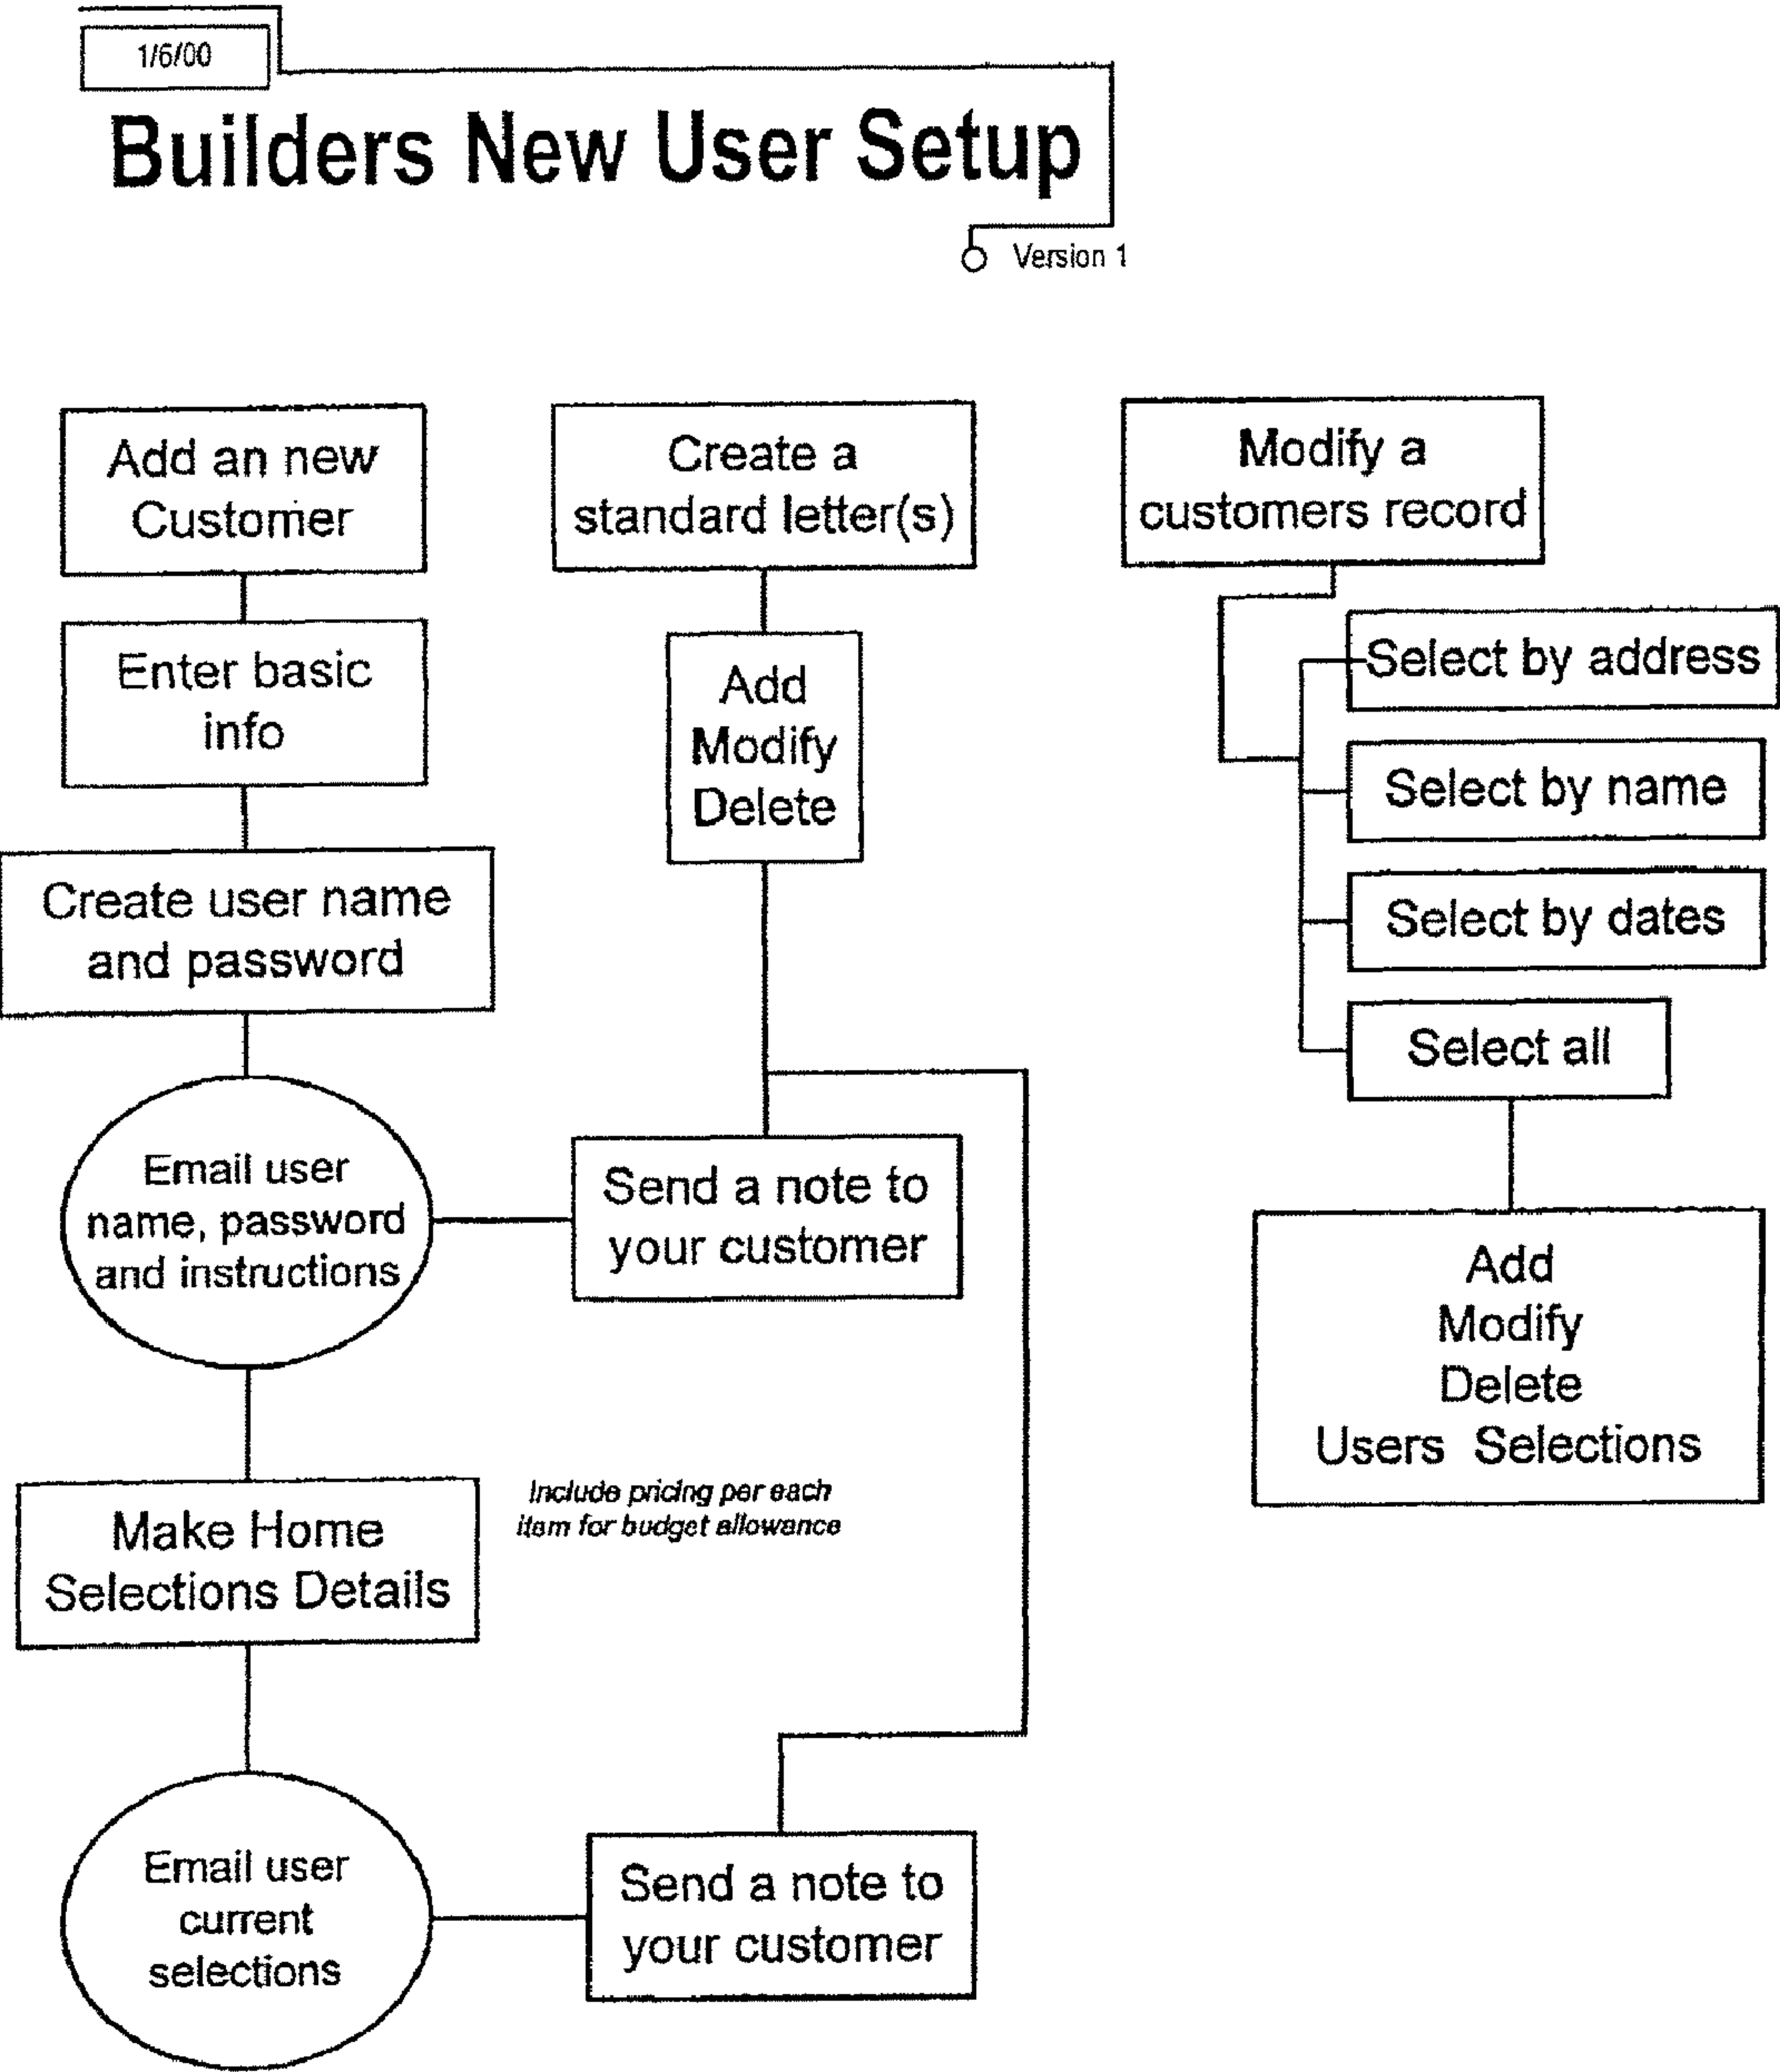 1/6/00
Builders New User Setup
Version 1
Add an new
Customer
Enter basic
info
Create user name
and password
Email user
name, password
and instructions
Make Home
Selections Details
Include pricing per each
item for budget allowance
Email user
current
selections
Create a
standard letter(s)
Add
Modify
Delete
Send a note to
your customer
Send a note to
your customer
Modify a
customers record
Select by address
Select by name
Select by dates
Select all
Add
Modify
Delete
Users Selections